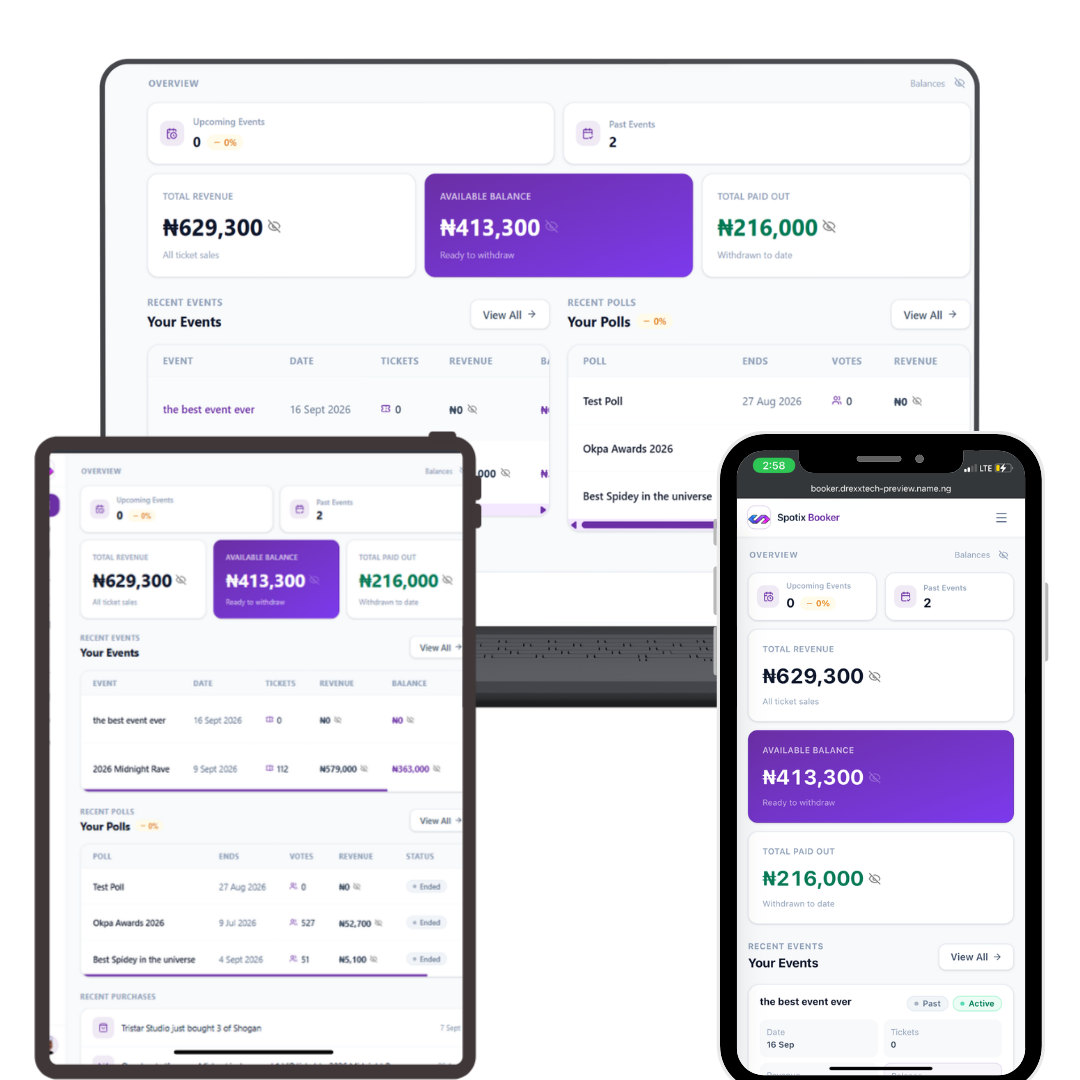 OVERVIEW
Balances
Upcoming Events
0 − 0%
Past Events
2
TOTAL REVENUE
₦629,300
All ticket sales
AVAILABLE BALANCE
₦413,300
Ready to withdraw
TOTAL PAID OUT
₦216,000
Withdrawn to date
RECENT EVENTS
Your Events
View All →
RECENT POLLS
Your Polls − 0%
View All →
EVENT DATE TICKETS REVENUE
the best event ever 16 Sept 2026 0 ₦0
POLL ENDS VOTES REVENUE
Test Poll 27 Aug 2026 0 ₦0
Okpa Awards 2026
Best Spidey in the universe
OVERVIEW
Balances
Upcoming Events
0 − 0%
Past Events
2
TOTAL REVENUE
₦629,300
All ticket sales
AVAILABLE BALANCE
₦413,300
Ready to withdraw
TOTAL PAID OUT
₦216,000
Withdrawn to date
RECENT EVENTS
Your Events
View All →
EVENT DATE TICKETS REVENUE BALANCE
the best event ever 16 Sept 2026 0 ₦0 ₦0
2026 Midnight Rave 9 Sept 2026 112 ₦579,000 ₦363,000
RECENT POLLS
Your Polls − 0%
View All →
POLL ENDS VOTES REVENUE STATUS
Test Poll 27 Aug 2026 0 ₦0 Ended
Okpa Awards 2026 9 Jul 2026 527 ₦52,700 Ended
Best Spidey in the universe 4 Sept 2026 51 ₦5,100 Ended
RECENT PURCHASES
Tristar Studio just bought 3 of Shogan 7 Sept
2:58 LTE
booker.drexxtech-preview.name.ng
Spotix Booker
OVERVIEW
Balances
Upcoming Events
0 − 0%
Past Events
2
TOTAL REVENUE
₦629,300
All ticket sales
AVAILABLE BALANCE
₦413,300
Ready to withdraw
TOTAL PAID OUT
₦216,000
Withdrawn to date
RECENT EVENTS
Your Events
View All →
the best event ever Past Active
Date
16 Sep
Tickets
0